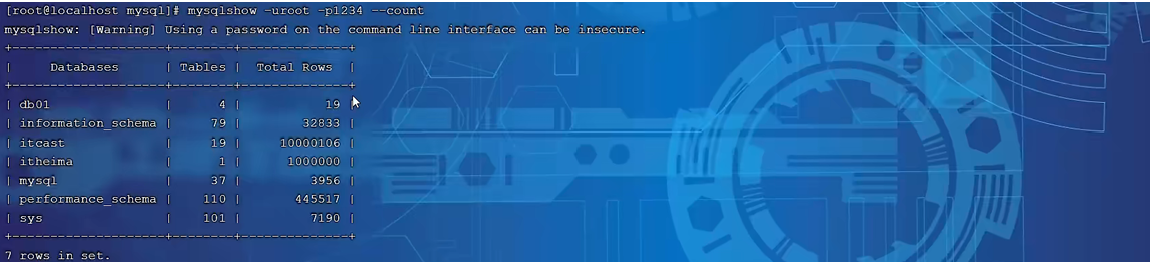 [root@localhost mysql]# mysqlshow -uroot -p1234 --count
mysqlshow: [Warning] Using a password on the command line interface can be insecure.
+--------------------+--------+--------------+
|     Databases      | Tables |  Total Rows  |
+--------------------+--------+--------------+
| db01               |      4 |           19 |
| information_schema |     79 |        32833 |
| itcast             |     19 |     10000106 |
| itheima            |      1 |      1000000 |
| mysql              |     37 |         3956 |
| performance_schema |    110 |       445517 |
| sys                |    101 |         7190 |
+--------------------+--------+--------------+
7 rows in set.